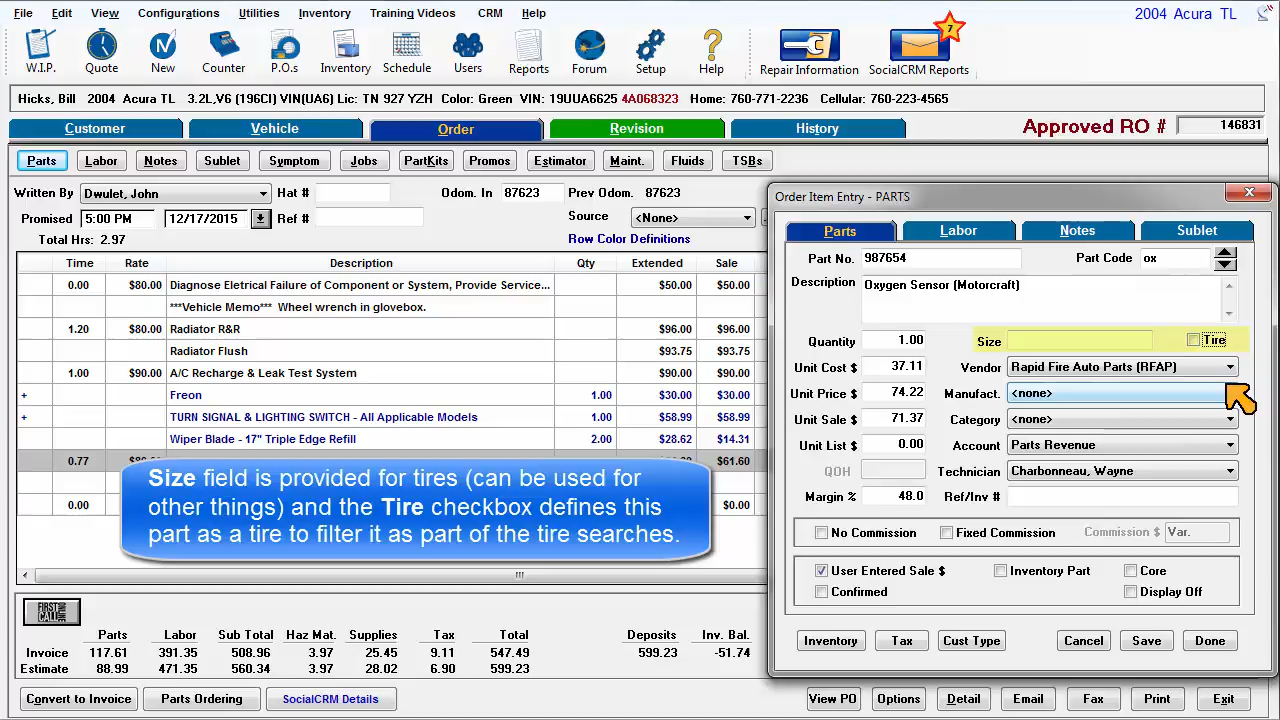 File Edit View Configurations Utilities Inventory Training Videos CRM Help 2004 Acura TL
7
W.I.P. Quote New Counter P.O.s Inventory Schedule Users Reports Forum Setup Help Repair Information SocialCRM Reports
Hicks, Bill 2004 Acura TL 3.2L,V6 (196CI) VIN(UA6) Lic: TN 927 YZH Color: Green VIN: 19UUA6625 4A068323 Home: 760-771-2236 Cellular: 760-223-4565
Customer Vehicle Order Revision History Approved RO # 146831
Parts Labor Notes Sublet Symptom Jobs PartKits Promos Estimator Maint. Fluids TSBs
Written By Dwulet, John Hat # Odom. In 87623 Prev Odom. 87623
Promised 5:00 PM 12/17/2015 Ref # Source <None>
Total Hrs: 2.97 Row Color Definitions
Time Rate Description Qty Extended Sale
0.00 $80.00 Diagnose Eletrical Failure of Component or System, Provide Service... $50.00 $50.00
***Vehicle Memo*** Wheel wrench in glovebox.
1.20 $80.00 Radiator R&R $96.00 $96.00
Radiator Flush $93.75 $93.75
1.00 $90.00 A/C Recharge & Leak Test System $90.00 $90.00
+ Freon 1.00 $30.00 $30.00
+ TURN SIGNAL & LIGHTING SWITCH - All Applicable Models 1.00 $58.99 $58.99
Wiper Blade - 17" Triple Edge Refill 2.00 $28.62 $14.31
0.77 $61.60
0.00 $0.00
Size field is provided for tires (can be used for
other things) and the Tire checkbox defines this
part as a tire to filter it as part of the tire searches.
FIRST CALL
Parts Labor Sub Total Haz Mat. Supplies Tax Total Deposits Inv. Bal.
Invoice 117.61 391.35 508.96 3.97 25.45 9.11 547.49 599.23 -51.74
Estimate 88.99 471.35 560.34 3.97 28.02 6.90 599.23
Convert to Invoice Parts Ordering SocialCRM Details View PO Options Detail Email Fax Print Exit
Order Item Entry - PARTS
Parts Labor Notes Sublet
Part No. 987654 Part Code ox
Description Oxygen Sensor (Motorcraft)
Quantity 1.00 Size Tire
Unit Cost $ 37.11 Vendor Rapid Fire Auto Parts (RFAP)
Unit Price $ 74.22 Manufact. <none>
Unit Sale $ 71.37 Category <none>
Unit List $ 0.00 Account Parts Revenue
QOH Technician Charbonneau, Wayne
Margin % 48.0 Ref/Inv #
No Commission Fixed Commission Commission $ Var.
User Entered Sale $ Inventory Part Core
Confirmed Display Off
Inventory Tax Cust Type Cancel Save Done